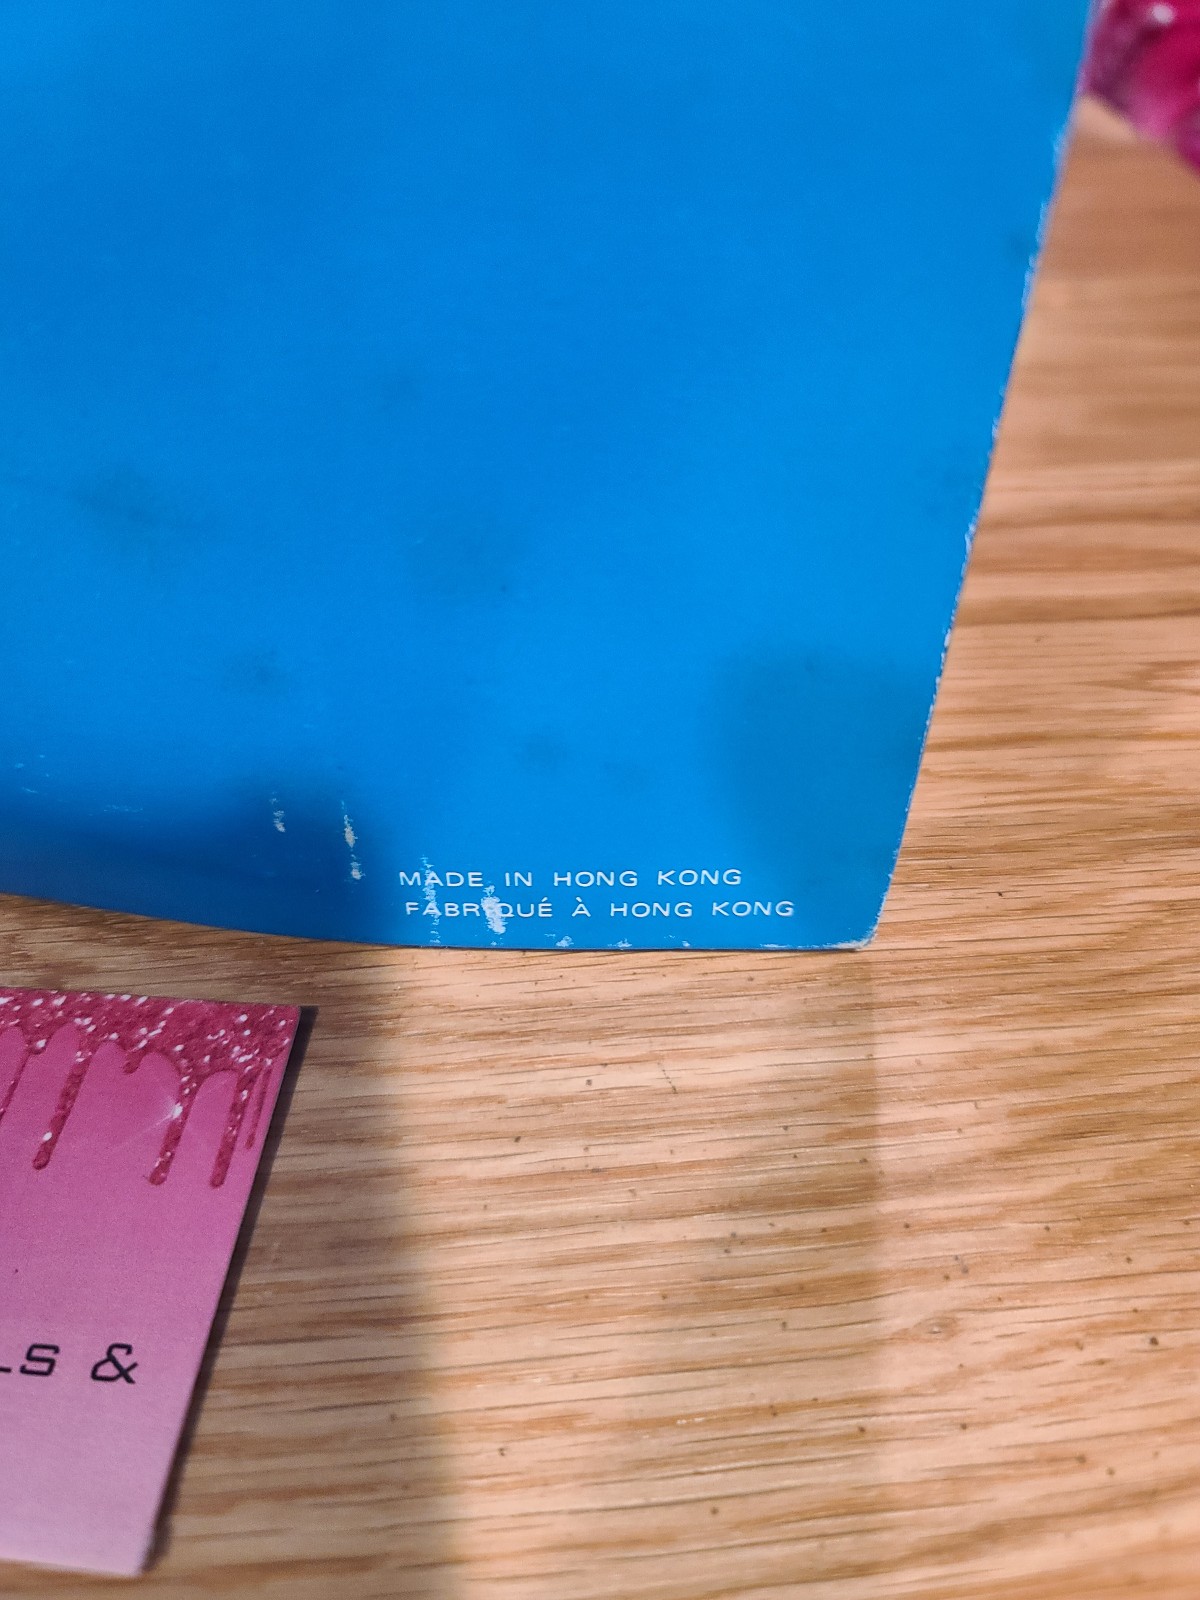 MADE IN HONG KONG
FABRIQUÉ À HONG KONG
LS &